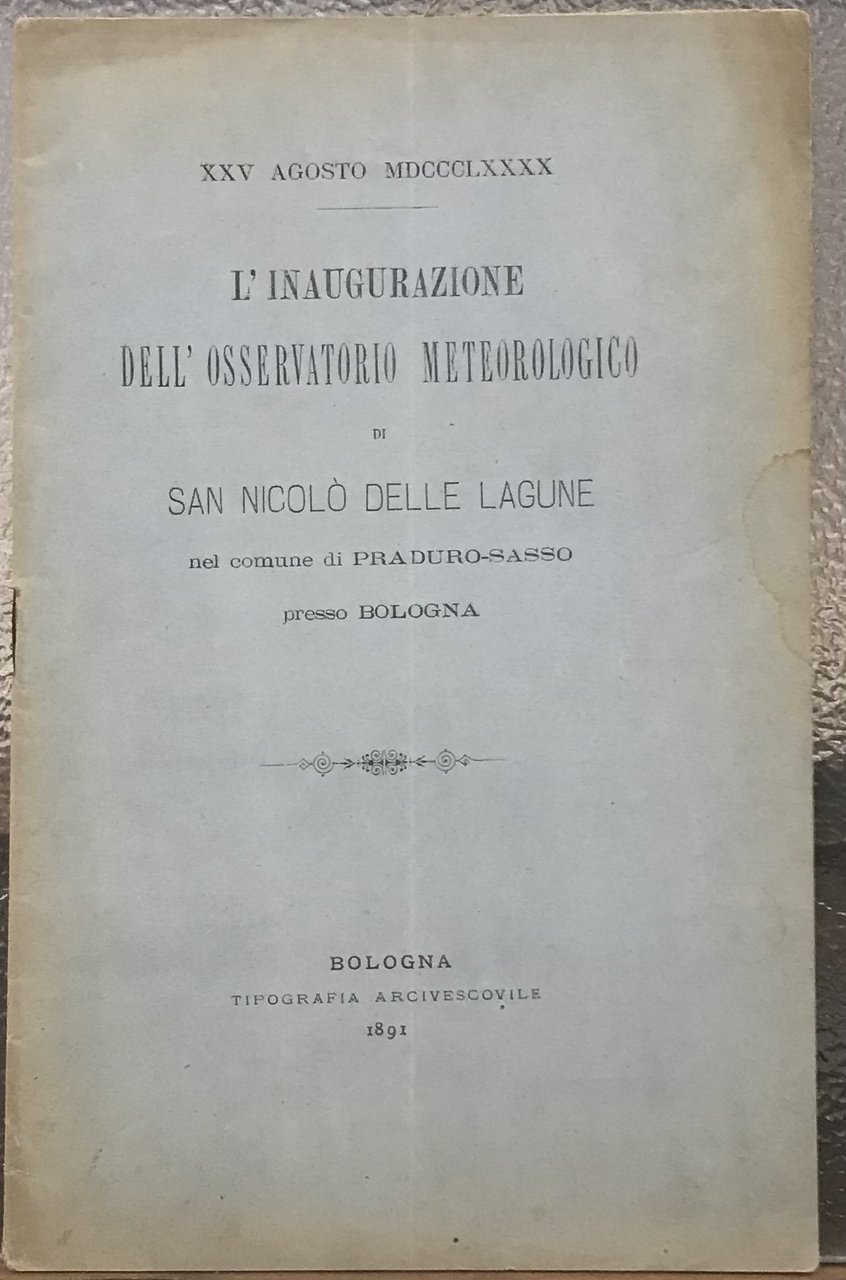 XXV AGOSTO MDCCCLXXXX
L' INAUGURAZIONE
DELL' OSSERVATORIO METEOROLOGICO
DI
SAN NICOLÒ DELLE LAGUNE
nel comune di PRADURO-SASSO
presso BOLOGNA
BOLOGNA
TIPOGRAFIA ARCIVESCOVILE
1891